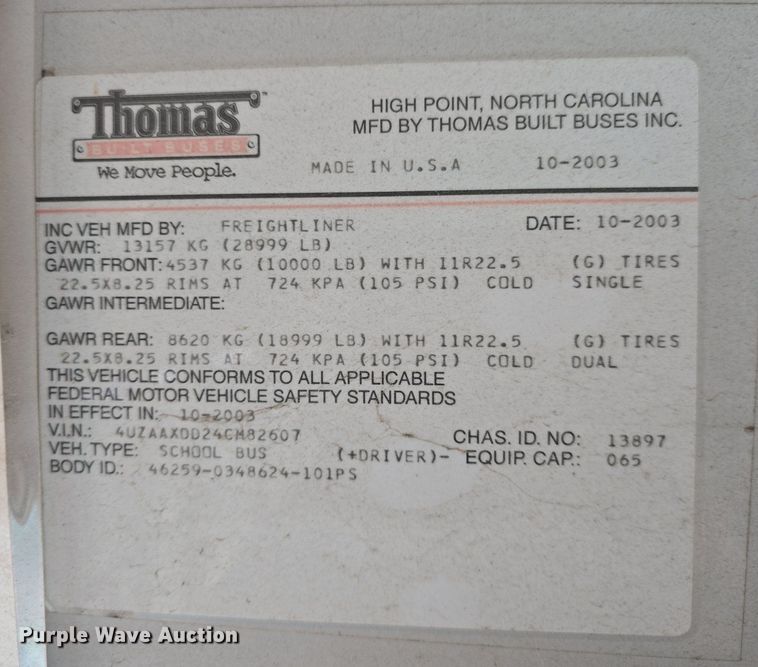 Thomas
BUILT BUSES
We Move People.
HIGH POINT, NORTH CAROLINA
MFD BY THOMAS BUILT BUSES INC.
MADE IN U.S.A 10-2003
INC VEH MFD BY: FREIGHTLINER DATE: 10-2003
GVWR: 13157 KG (28999 LB)
GAWR FRONT: 4537 KG (10000 LB) WITH 11R22.5 (G) TIRES
22.5X8.25 RIMS AT 724 KPA (105 PSI) COLD SINGLE
GAWR INTERMEDIATE:
GAWR REAR: 8620 KG (18999 LB) WITH 11R22.5 (G) TIRES
22.5X8.25 RIMS AT 724 KPA (105 PSI) COLD DUAL
THIS VEHICLE CONFORMS TO ALL APPLICABLE
FEDERAL MOTOR VEHICLE SAFETY STANDARDS
IN EFFECT IN: 10-2003
V.I.N.: 4UZAAXDD24CM82607 CHAS. ID. NO: 13897
VEH. TYPE: SCHOOL BUS (+DRIVER)- EQUIP. CAP.: 065
BODY ID.: 46259-0348624-101PS
Purple Wave Auction